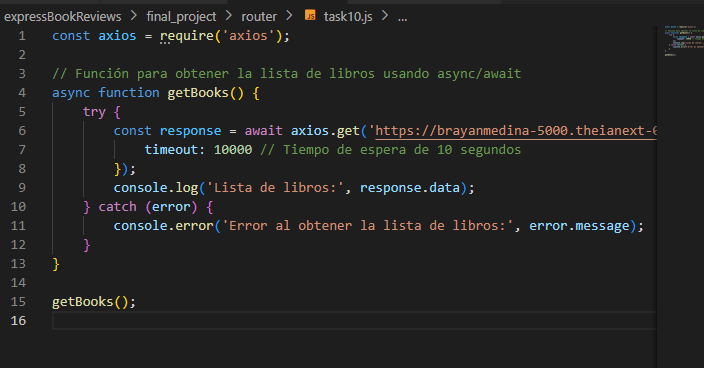 expressBookReviews > final_project > router > JS task10.js > ...
1 const axios = require('axios');
2
3 // Función para obtener la lista de libros usando async/await
4 async function getBooks() {
5 try {
6 const response = await axios.get('https://brayanmedina-5000.theianext-0
7 timeout: 10000 // Tiempo de espera de 10 segundos
8 });
9 console.log('Lista de libros:', response.data);
10 } catch (error) {
11 console.error('Error al obtener la lista de libros:', error.message);
12 }
13 }
14
15 getBooks();
16